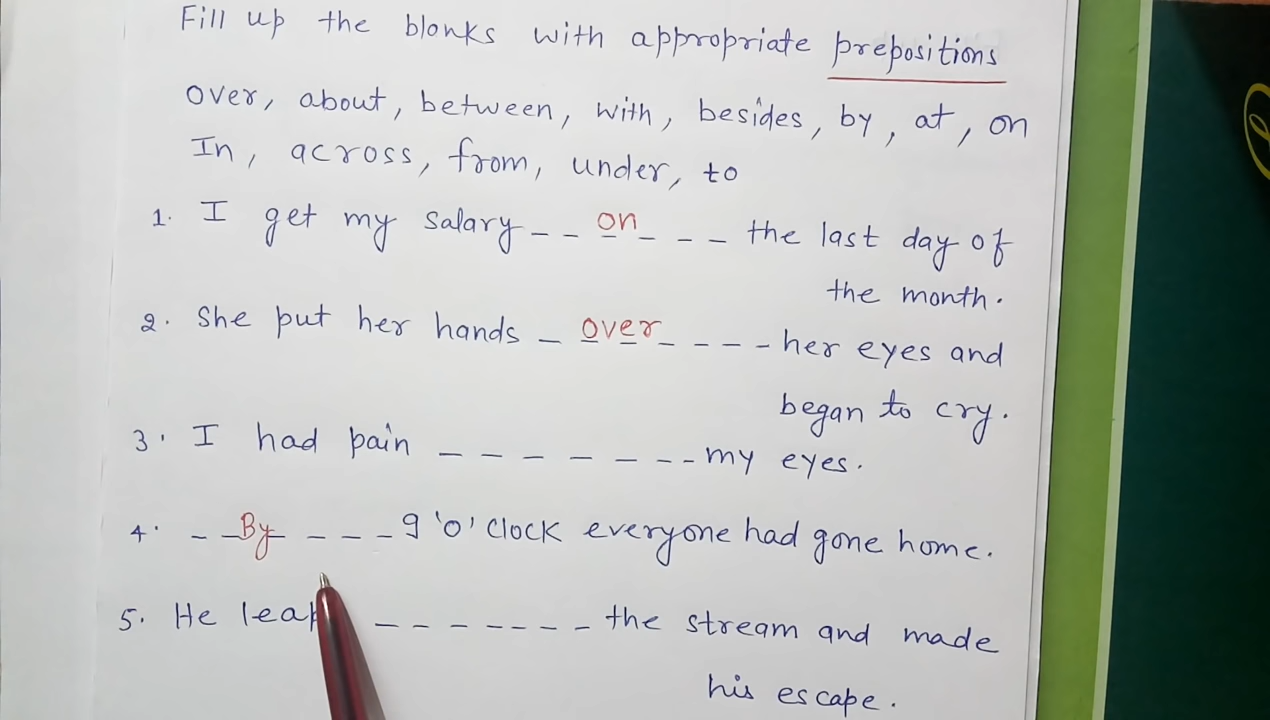 Fill up the blanks with appropriate prepositions
over, about, between, with, besides, by, at, on
In, across, from, under, to
1. I get my salary -- on --- the last day of
the month.
2. She put her hands - over ---- her eyes and
began to cry.
3. I had pain -------- my eyes.
4. -- By --- 9 'o' clock everyone had gone home.
5. He ------- the stream and made
his escape.